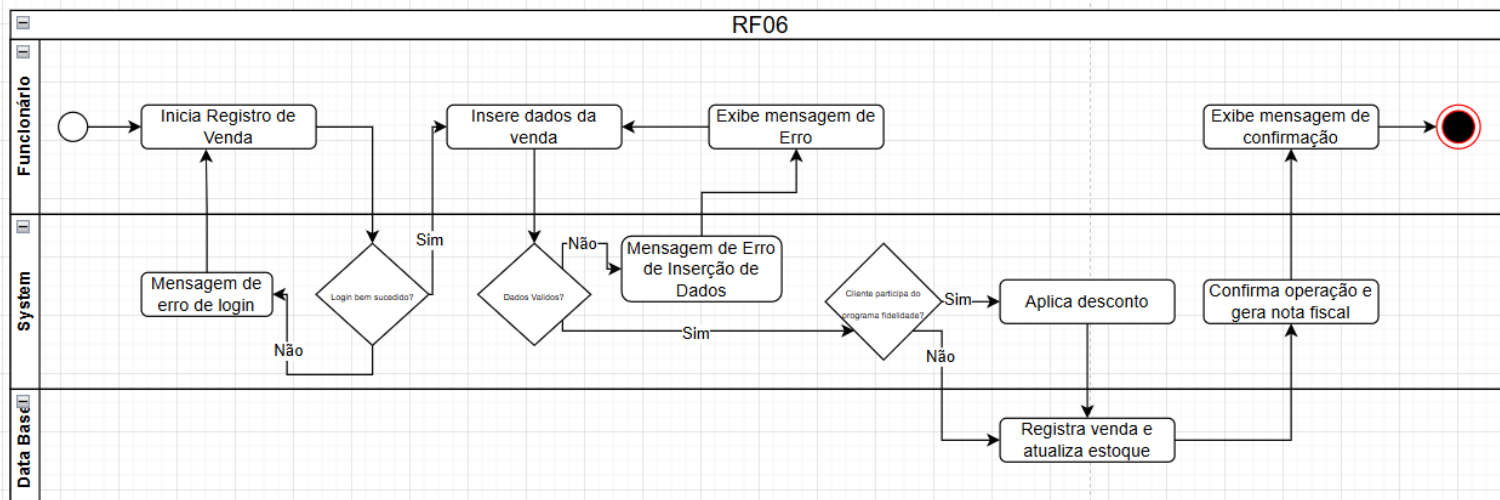 RF06
Funcionário
Inicia Registro de
Venda
Insere dados da
venda
Exibe mensagem de
Erro
Exibe mensagem de
confirmação
System
Mensagem de
erro de login
Não
Login bem sucedido?
Sim
Dados Validos?
Não
Mensagem de Erro
de Inserção de
Dados
Sim
Cliente participa do
programa fidelidade?
Sim
Não
Aplica desconto
Confirma operação e
gera nota fiscal
Data Base
Registra venda e
atualiza estoque